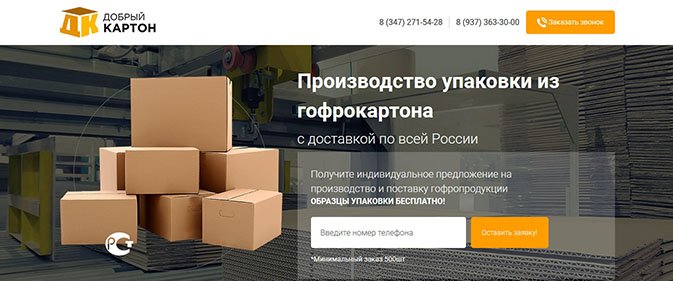 ДОБРЫЙ
КАРТОН
8 (347) 271-54-28
8 (937) 363-30-00
Заказать звонок
Производство упаковки из
гофрокартона
с доставкой по всей России
Получите индивидуальное предложение на
производство и поставку гофропродукции
ОБРАЗЦЫ УПАКОВКИ БЕСПЛАТНО!
Введите номер телефона
Оставить заявку!
*Минимальный заказ 500шт